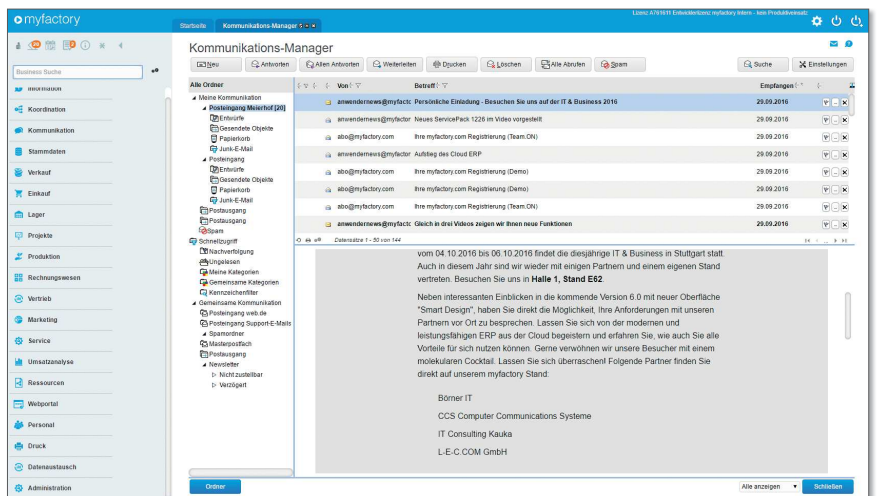 myfactory
Startseite
Kommunikations-Manager
Lizenz A781611 Entwicklerlizenz myfactory Intern - kein Produktiveinsatz
Business Suche
Information
Koordination
Kommunikation
Stammdaten
Verkauf
Einkauf
Lager
Projekte
Produktion
Rechnungswesen
Vertrieb
Marketing
Service
Umsatzanalyse
Ressourcen
Webportal
Personal
Druck
Datenaustausch
Administration
Kommunikations-Manager
Neu
Antworten
Allen Antworten
Weiterleiten
Drucken
Löschen
Alle Abrufen
Spam
Suche
Einstellungen
Alle Ordner
Meine Kommunikation
Posteingang Meierhof [20]
Entwürfe
Gesendete Objekte
Papierkorb
Junk-E-Mail
Posteingang
Entwürfe
Gesendete Objekte
Papierkorb
Junk-E-Mail
Postausgang
Postausgang
Spam
Schnellzugriff
Nachverfolgung
Ungelesen
Meine Kategorien
Gemeinsame Kategorien
Kennzeichenfilter
Gemeinsame Kommunikation
Posteingang web.de
Posteingang Support-E-Mails
Spamordner
Masterpostfach
Postausgang
Newsletter
Nicht zustellbar
Verzögert
Ordner
Von Betreff Empfangen
anwendernews@myfactc Persönliche Einladung - Besuchen Sie uns auf der IT & Business 2016 29.09.2016
anwendernews@myfactor Neues ServicePack 1226 im Video vorgestellt 29.09.2016
abo@myfactory.com Ihre myfactory.com Registrierung (Team.ON) 29.09.2016
anwendernews@myfactor Aufstieg des Cloud ERP 29.09.2016
abo@myfactory.com Ihre myfactory.com Registrierung (Demo) 29.09.2016
abo@myfactory.com Ihre myfactory.com Registrierung (Demo) 29.09.2016
abo@myfactory.com Ihre myfactory.com Registrierung (Team.ON) 29.09.2016
anwendernews@myfactc Gleich in drei Videos zeigen wir Ihnen neue Funktionen 29.09.2016
Datensätze 1 - 50 von 144
vom 04.10.2016 bis 06.10.2016 findet die diesjährige IT & Business in Stuttgart statt.
Auch in diesem Jahr sind wir wieder mit einigen Partnern und einem eigenen Stand
vertreten. Besuchen Sie uns in Halle 1, Stand E62.
Neben interessanten Einblicken in die kommende Version 6.0 mit neuer Oberfläche
"Smart Design", haben Sie direkt die Möglichkeit, Ihre Anforderungen mit unseren
Partnern vor Ort zu besprechen. Lassen Sie sich von der modernen und
leistungsfähigen ERP aus der Cloud begeistern und erfahren Sie, wie auch Sie alle
Vorteile für sich nutzen können. Gerne verwöhnen wir unsere Besucher mit einem
molekularen Cocktail. Lassen Sie sich überraschen! Folgende Partner finden Sie
direkt auf unserem myfactory Stand:
Börner IT
CCS Computer Communications Systeme
IT Consulting Kauka
L-E-C.COM GmbH
Alle anzeigen
Schließen